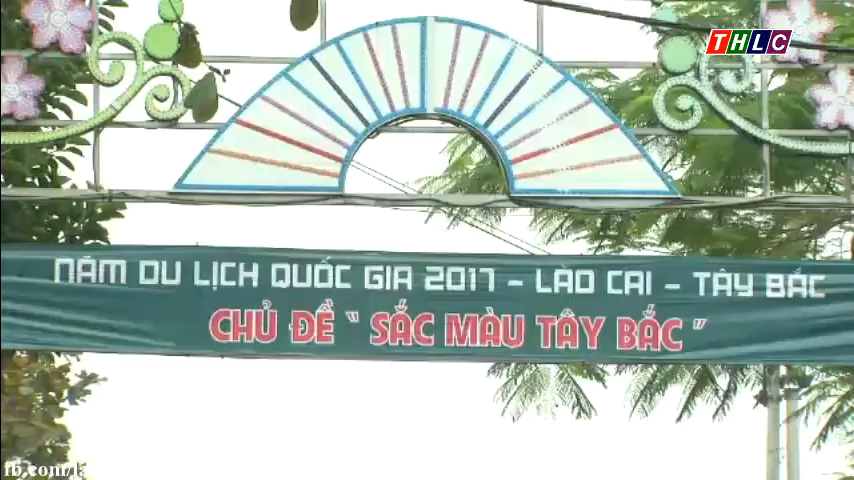 THLC
NĂM DU LỊCH QUỐC GIA 2017 - LÀO CAI - TÂY BẮC
CHỦ ĐỀ " SẮC MÀU TÂY BẮC "